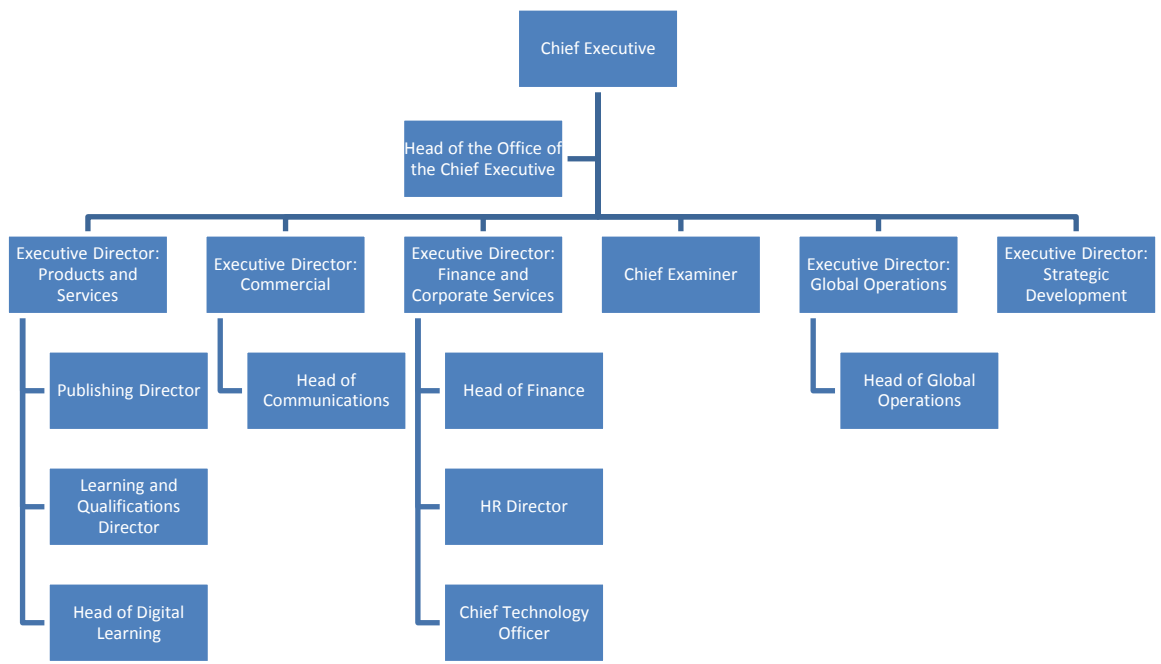 Chief Executive
Head of the Office of
the Chief Executive
Executive Director:
Products and
Services
Executive Director:
Commercial
Executive Director:
Finance and
Corporate Services
Chief Examiner
Executive Director:
Global Operations
Executive Director:
Strategic
Development
Publishing Director
Head of
Communications
Head of Finance
Head of Global
Operations
Learning and
Qualifications
Director
HR Director
Head of Digital
Learning
Chief Technology
Officer